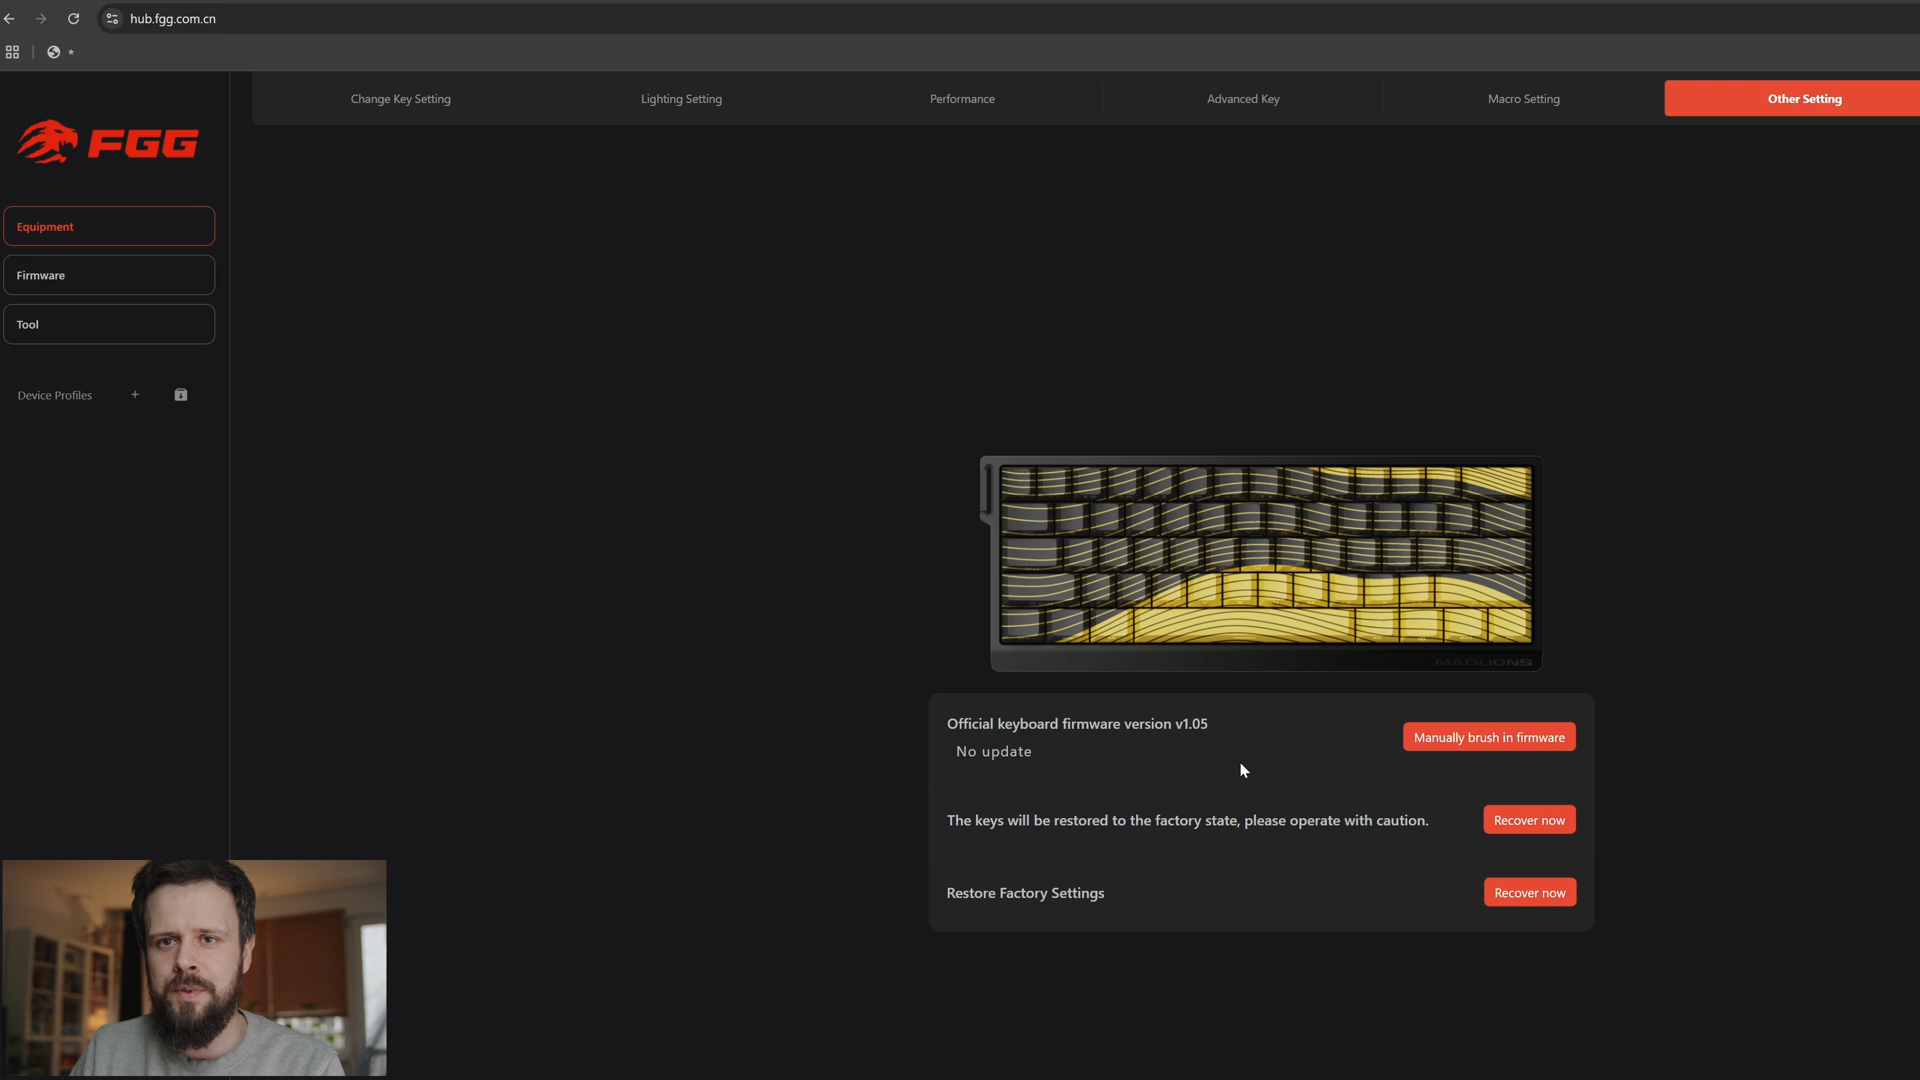 hub.fgg.com.cn
Change Key Setting
Lighting Setting
Performance
Advanced Key
Macro Setting
Other Setting
FGG
Equipment
Firmware
Tool
Device Profiles +
MADLIONS
Official keyboard firmware version v1.05
No update
Manually brush in firmware
The keys will be restored to the factory state, please operate with caution.
Recover now
Restore Factory Settings
Recover now